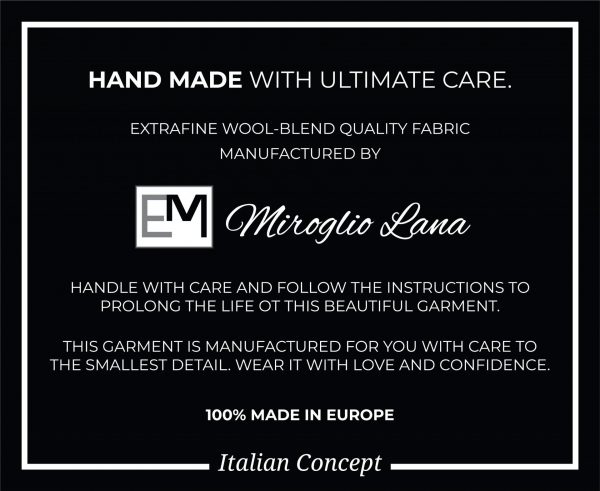 HAND MADE WITH ULTIMATE CARE.
EXTRAFINE WOOL-BLEND QUALITY FABRIC
MANUFACTURED BY
EM Miroglio Lana
HANDLE WITH CARE AND FOLLOW THE INSTRUCTIONS TO
PROLONG THE LIFE OT THIS BEAUTIFUL GARMENT.
THIS GARMENT IS MANUFACTURED FOR YOU WITH CARE TO
THE SMALLEST DETAIL. WEAR IT WITH LOVE AND CONFIDENCE.
100% MADE IN EUROPE
Italian Concept